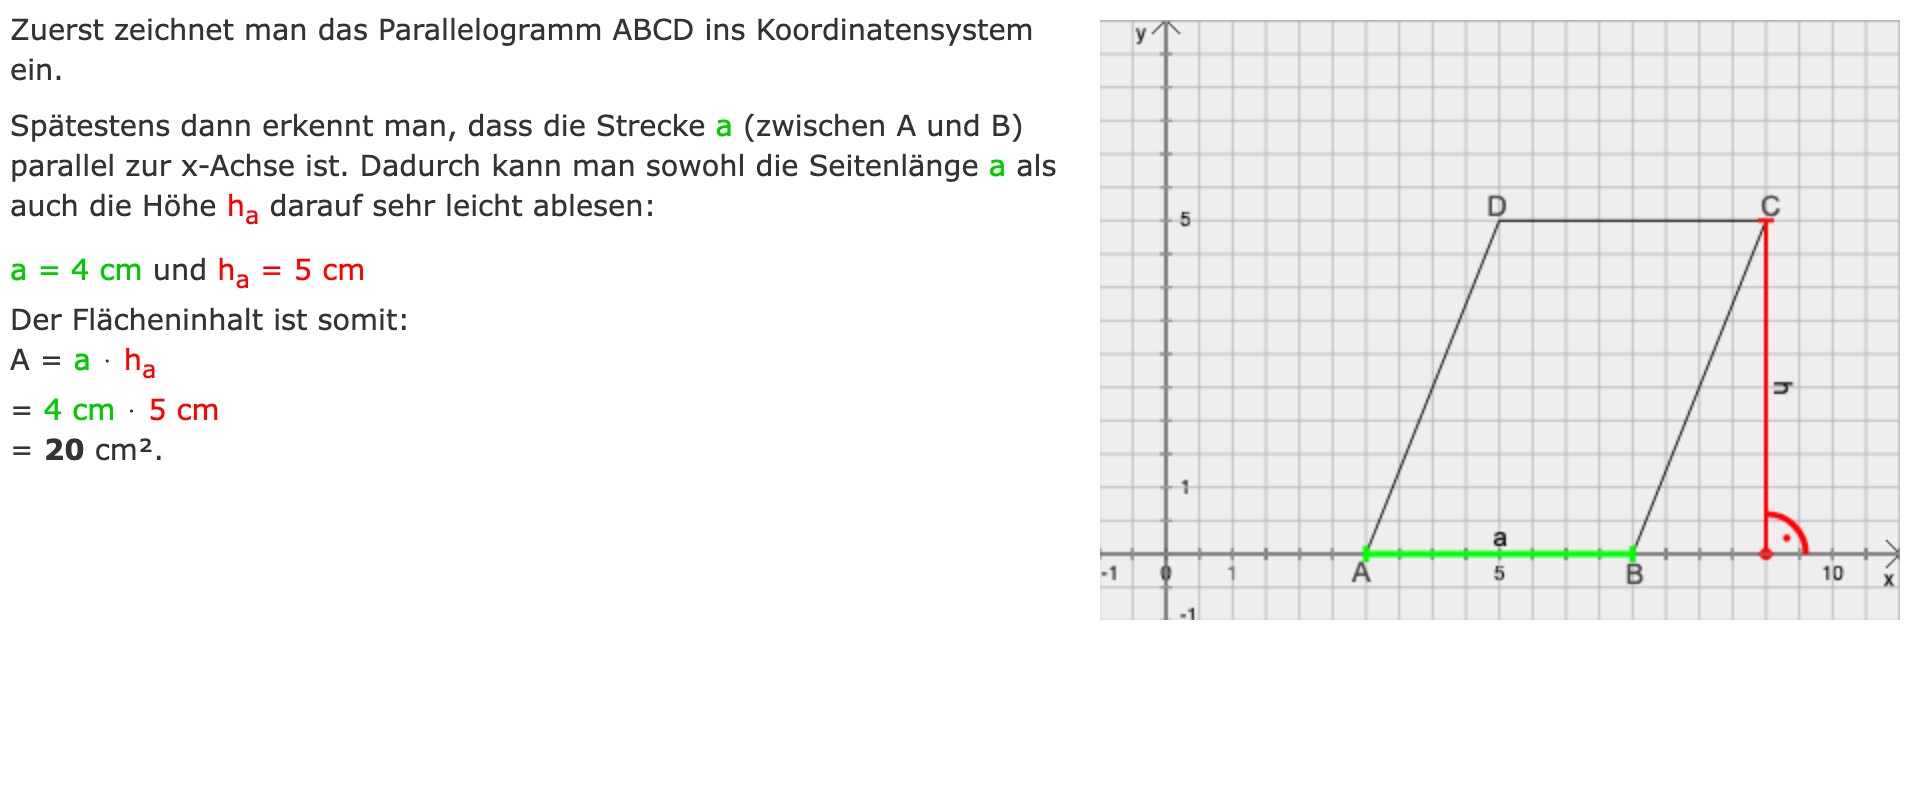 Zuerst zeichnet man das Parallelogramm ABCD ins Koordinatensystem
ein.
Spätestens dann erkennt man, dass die Strecke a (zwischen A und B)
parallel zur x-Achse ist. Dadurch kann man sowohl die Seitenlänge a als
auch die Höhe hₐ darauf sehr leicht ablesen:
a = 4 cm und hₐ = 5 cm
Der Flächeninhalt ist somit:
A = a · hₐ
= 4 cm · 5 cm
= 20 cm².
y
D C
5
h
1
a
A B
-1 0 1 5 10 x
-1